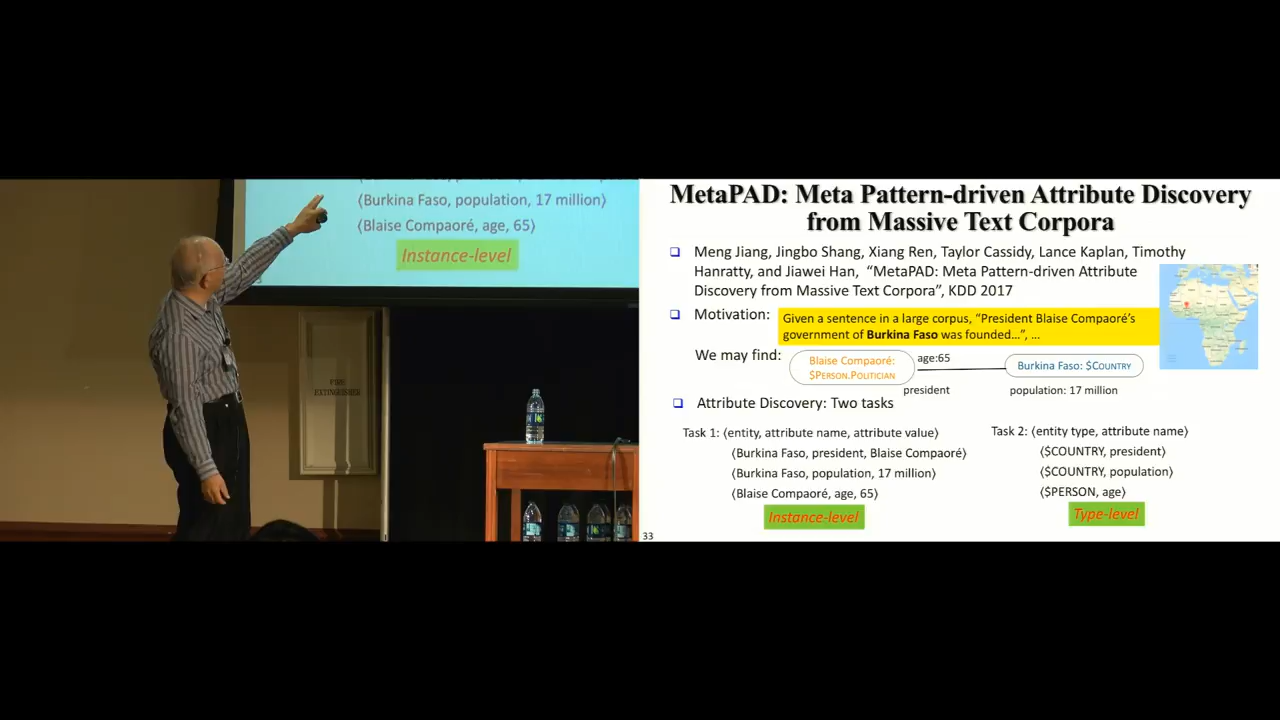 ⟨Burkina Faso, population, 17 million⟩
⟨Blaise Compaoré, age, 65⟩
Instance-level
FIRE
EXTINGUISHER
MetaPAD: Meta Pattern-driven Attribute Discovery
from Massive Text Corpora
Meng Jiang, Jingbo Shang, Xiang Ren, Taylor Cassidy, Lance Kaplan, Timothy
Hanratty, and Jiawei Han, “MetaPAD: Meta Pattern-driven Attribute
Discovery from Massive Text Corpora”, KDD 2017
Motivation:
Given a sentence in a large corpus, “President Blaise Compaoré’s
government of Burkina Faso was founded…”, …
We may find:
Blaise Compaoré:
$PERSON.POLITICIAN
age:65
president
Burkina Faso: $COUNTRY
population: 17 million
Attribute Discovery: Two tasks
Task 1: ⟨entity, attribute name, attribute value⟩
⟨Burkina Faso, president, Blaise Compaoré⟩
⟨Burkina Faso, population, 17 million⟩
⟨Blaise Compaoré, age, 65⟩
Instance-level
Task 2: ⟨entity type, attribute name⟩
⟨$COUNTRY, president⟩
⟨$COUNTRY, population⟩
⟨$PERSON, age⟩
Type-level
33